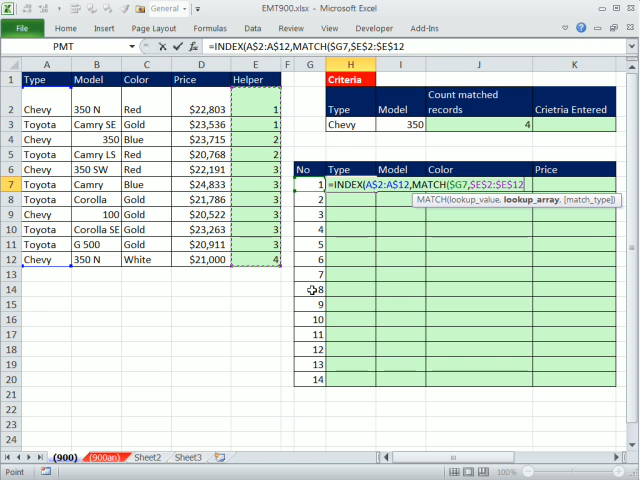 EMT900.xlsx - Microsoft Excel
General
File Home Insert Page Layout Formulas Data Review View Developer Add-Ins
PMT fx =INDEX(A$2:A$12,MATCH($G7,$E$2:$E$12
A B C D E F G H I J K
1 Type Model Color Price Helper Criteria
2 Chevy 350 N Red $22,803 1 Type Model Count matched records Crietria Entered
3 Toyota Camry SE Gold $23,536 1 Chevy 350 4
4 Chevy 350 Blue $23,715 2
5 Toyota Camry LS Red $20,768 2
6 Chevy 350 SW Red $22,191 3 No Type Model Color Price
7 Toyota Camry Blue $24,833 3 1 =INDEX(A$2:A$12,MATCH($G7,$E$2:$E$12
8 Toyota Corolla Gold $21,786 3 2 MATCH(lookup_value, lookup_array, [match_type])
9 Chevy 100 Gold $20,522 3 3
10 Toyota Corolla SE Gold $23,263 3 4
11 Toyota G 500 Gold $20,911 3 5
12 Chevy 350 N White $21,000 4 6
13 7
14 8
15 9
16 10
17 11
18 12
19 13
20 14
21
22
23
24
(900) (900an) Sheet2 Sheet3
Point 100%